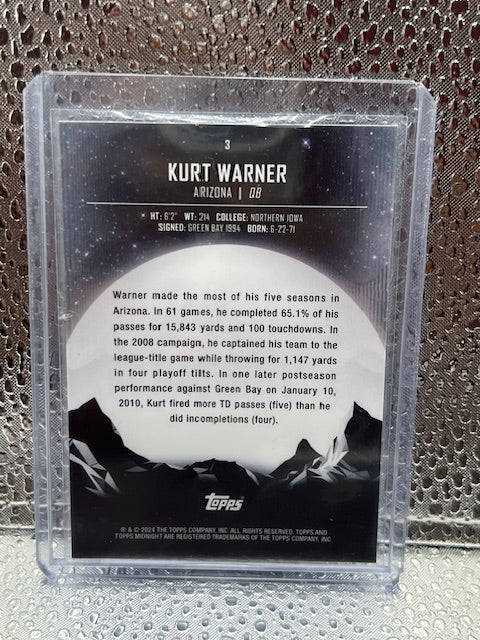 3
KURT WARNER
ARIZONA | QB
HT: 6'2" WT: 214 COLLEGE: NORTHERN IOWA
SIGNED: GREEN BAY 1994 BORN: 6-22-71
Warner made the most of his five seasons in
Arizona. In 61 games, he completed 65.1% of his
passes for 15,843 yards and 100 touchdowns. In
the 2008 campaign, he captained his team to the
league-title game while throwing for 1,147 yards
in four playoff tilts. In one later postseason
performance against Green Bay on January 10,
2010, Kurt fired more TD passes (five) than he
did incompletions (four).
Topps®
® & © 2024 THE TOPPS COMPANY, INC. ALL RIGHTS RESERVED. TOPPS AND
TOPPS MIDNIGHT ARE REGISTERED TRADEMARKS OF THE TOPPS COMPANY, INC.